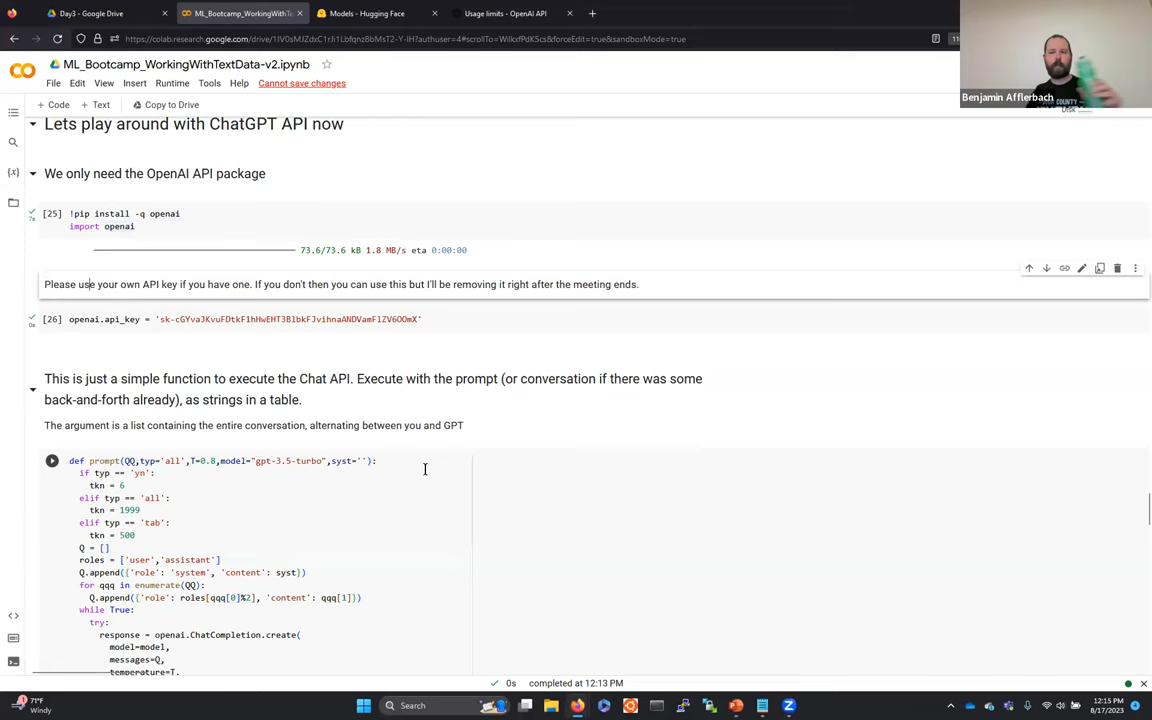 Day3 - Google Drive
ML_Bootcamp_WorkingWithTe
Models - Hugging Face
Usage limits - OpenAI API
ML_Bootcamp_WorkingWithTextData-v2.ipynb
File Edit View Insert Runtime Tools Help Cannot save changes
+ Code + Text Copy to Drive
Benjamin Afflerbach
Disk
Lets play around with ChatGPT API now
We only need the OpenAI API package
[25] !pip install -q openai
import openai
7s
73.6/73.6 kB 1.8 MB/s eta 0:00:00
Please use your own API key if you have one. If you don't then you can use this but I'll be removing it right after the meeting ends.
[26] openai.api_key =
0s
This is just a simple function to execute the Chat API. Execute with the prompt (or conversation if there was some
back-and-forth already), as strings in a table.
The argument is a list containing the entire conversation, alternating between you and GPT
def prompt(QQ,typ='all',T=0.8,model="gpt-3.5-turbo",syst=''):
if typ == 'yn':
tkn = 6
elif typ == 'all':
tkn = 1999
elif typ == 'tab':
tkn = 500
Q = []
roles = ['user','assistant']
Q.append({'role': 'system', 'content': syst})
for qqq in enumerate(QQ):
Q.append({'role': roles[qqq[0]%2], 'content': qqq[1]})
while True:
try:
response = openai.ChatCompletion.create(
model=model,
messages=Q,
temperature=T,
0s completed at 12:13 PM
71°F
Windy
Search
12:15 PM
8/17/2023